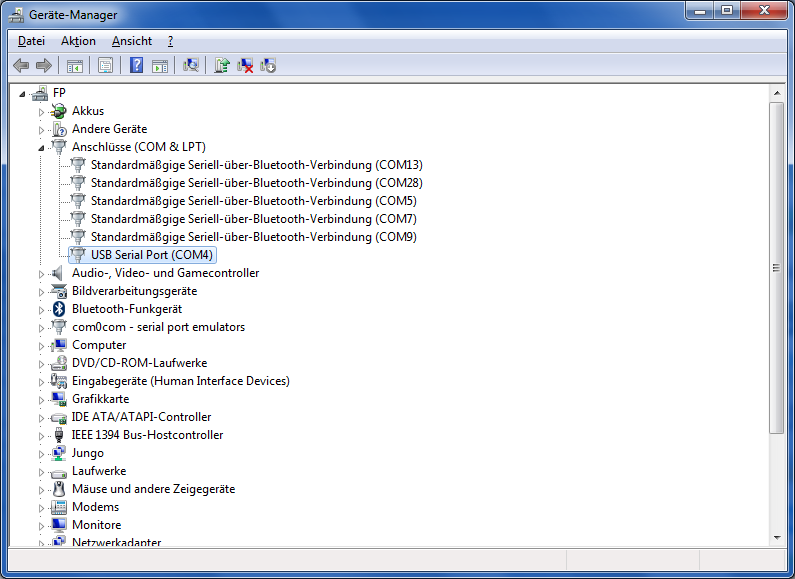 Geräte-Manager
Datei Aktion Ansicht ?
FP
Akkus
Andere Geräte
Anschlüsse (COM & LPT)
Standardmäßgige Seriell-über-Bluetooth-Verbindung (COM13)
Standardmäßgige Seriell-über-Bluetooth-Verbindung (COM28)
Standardmäßgige Seriell-über-Bluetooth-Verbindung (COM5)
Standardmäßgige Seriell-über-Bluetooth-Verbindung (COM7)
Standardmäßgige Seriell-über-Bluetooth-Verbindung (COM9)
USB Serial Port (COM4)
Audio-, Video- und Gamecontroller
Bildverarbeitungsgeräte
Bluetooth-Funkgerät
com0com - serial port emulators
Computer
DVD/CD-ROM-Laufwerke
Eingabegeräte (Human Interface Devices)
Grafikkarte
IDE ATA/ATAPI-Controller
IEEE 1394 Bus-Hostcontroller
Jungo
Laufwerke
Mäuse und andere Zeigegeräte
Modems
Monitore
Netzwerkadapter